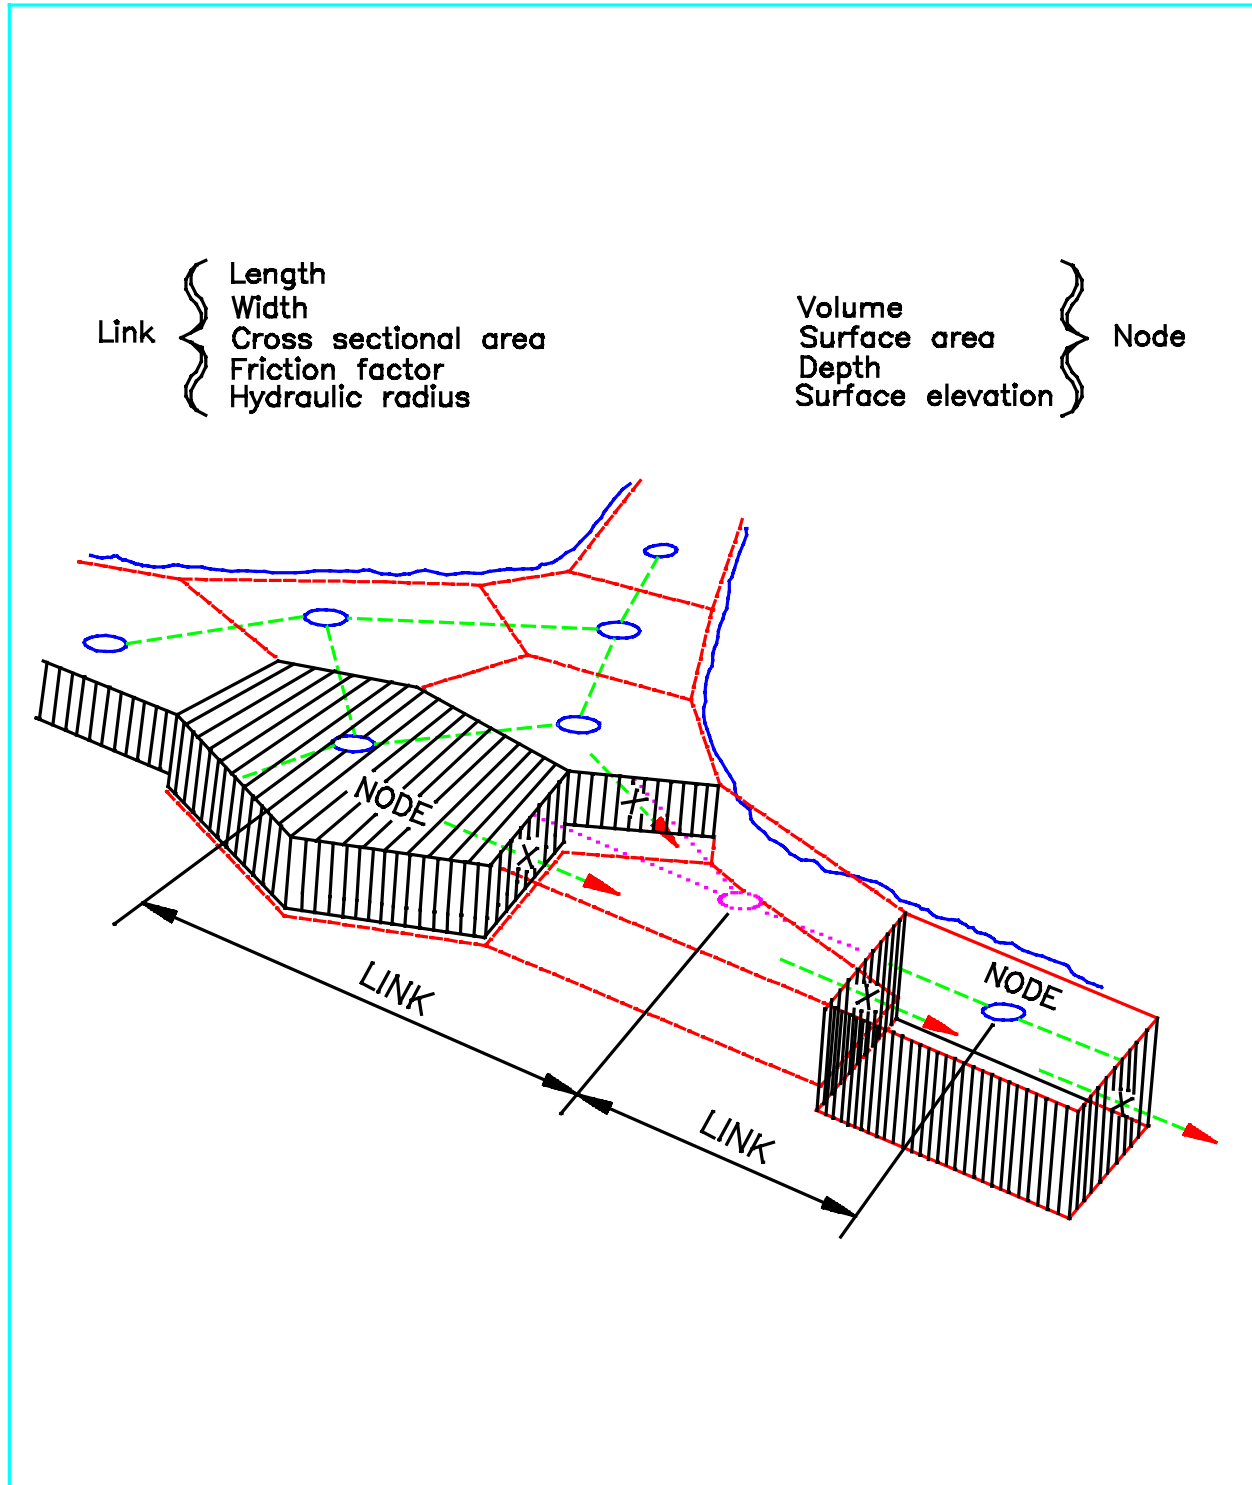 Length
Width
Link
Cross sectional area
Friction factor
Hydraulic radius
Volume
Surface area
Depth
Surface elevation
Node
NODE
X
X
LINK
NODE
X
X
LINK